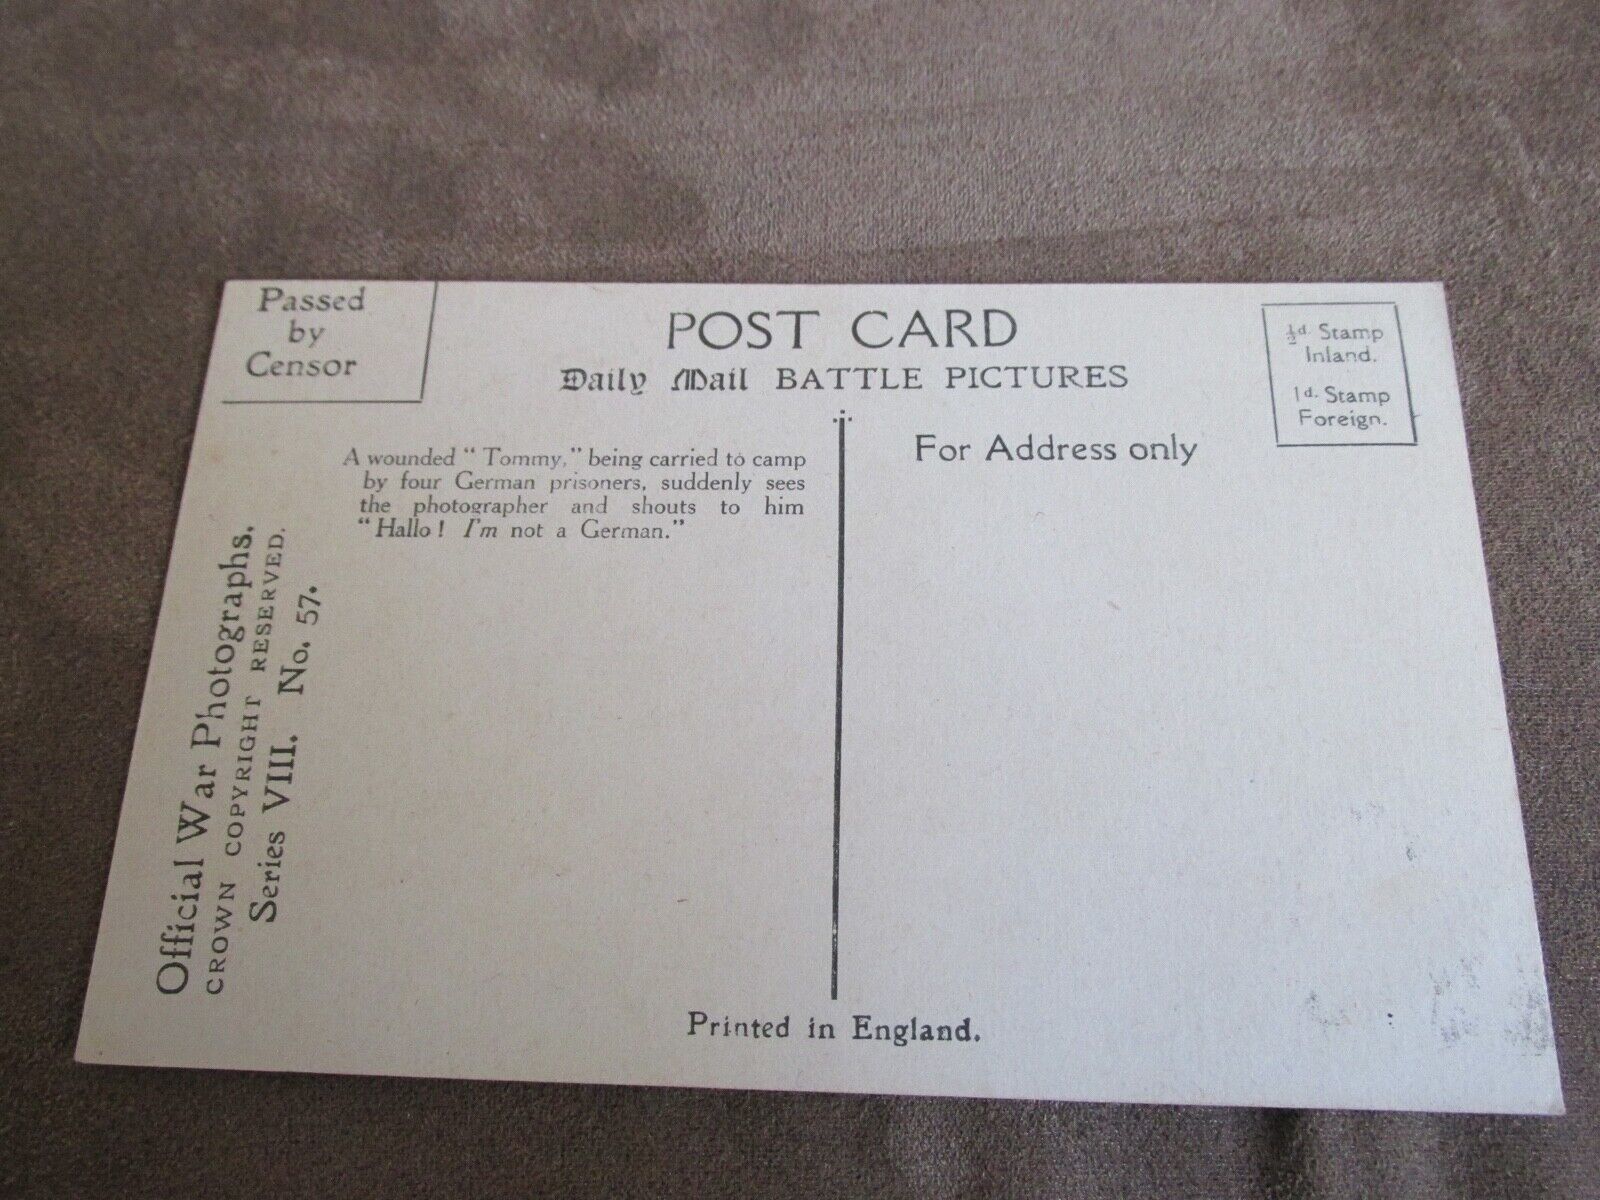 Passed
by
Censor
POST CARD
Daily Mail BATTLE PICTURES
½d. Stamp
Inland.
1d. Stamp
Foreign.
A wounded "Tommy," being carried to camp
by four German prisoners, suddenly sees
the photographer and shouts to him
"Hallo! I'm not a German."
For Address only
Official War Photographs.
CROWN COPYRIGHT RESERVED.
Series VIII. No. 57.
Printed in England.